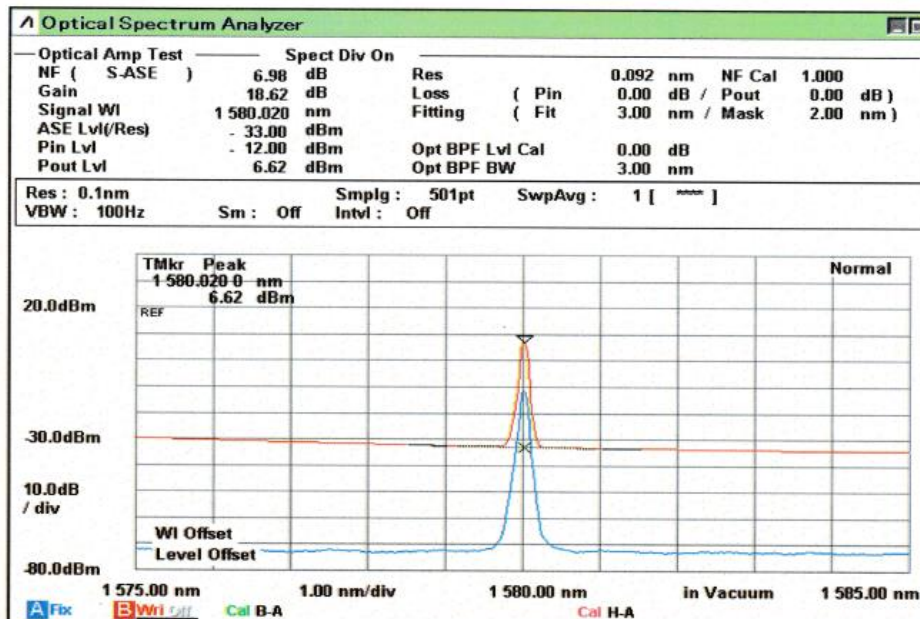 Optical Spectrum Analyzer
Optical Amp Test Spect Div On
NF ( S-ASE ) 6.98 dB Res 0.092 nm NF Cal 1.000
Gain 18.62 dB Loss ( Pin 0.00 dB / Pout 0.00 dB )
Signal Wl 1 580.020 nm Fitting ( Fit 3.00 nm / Mask 2.00 nm )
ASE Lvl(/Res) - 33.00 dBm
Pin Lvl - 12.00 dBm Opt BPF Lvl Cal 0.00 dB
Pout Lvl 6.62 dBm Opt BPF BW 3.00 nm
Res : 0.1nm Smplg : 501pt SwpAvg : 1 [ **** ]
VBW : 100Hz Sm : Off Intvl : Off
TMkr Peak Normal
1 580.020 0 nm
6.62 dBm
20.0dBm
REF
-30.0dBm
10.0dB
/ div
Wl Offset
Level Offset
-80.0dBm
1 575.00 nm 1.00 nm/div 1 580.00 nm in Vacuum 1 585.00 nm
A Fix B Wri Off Cal B-A Cal H-A